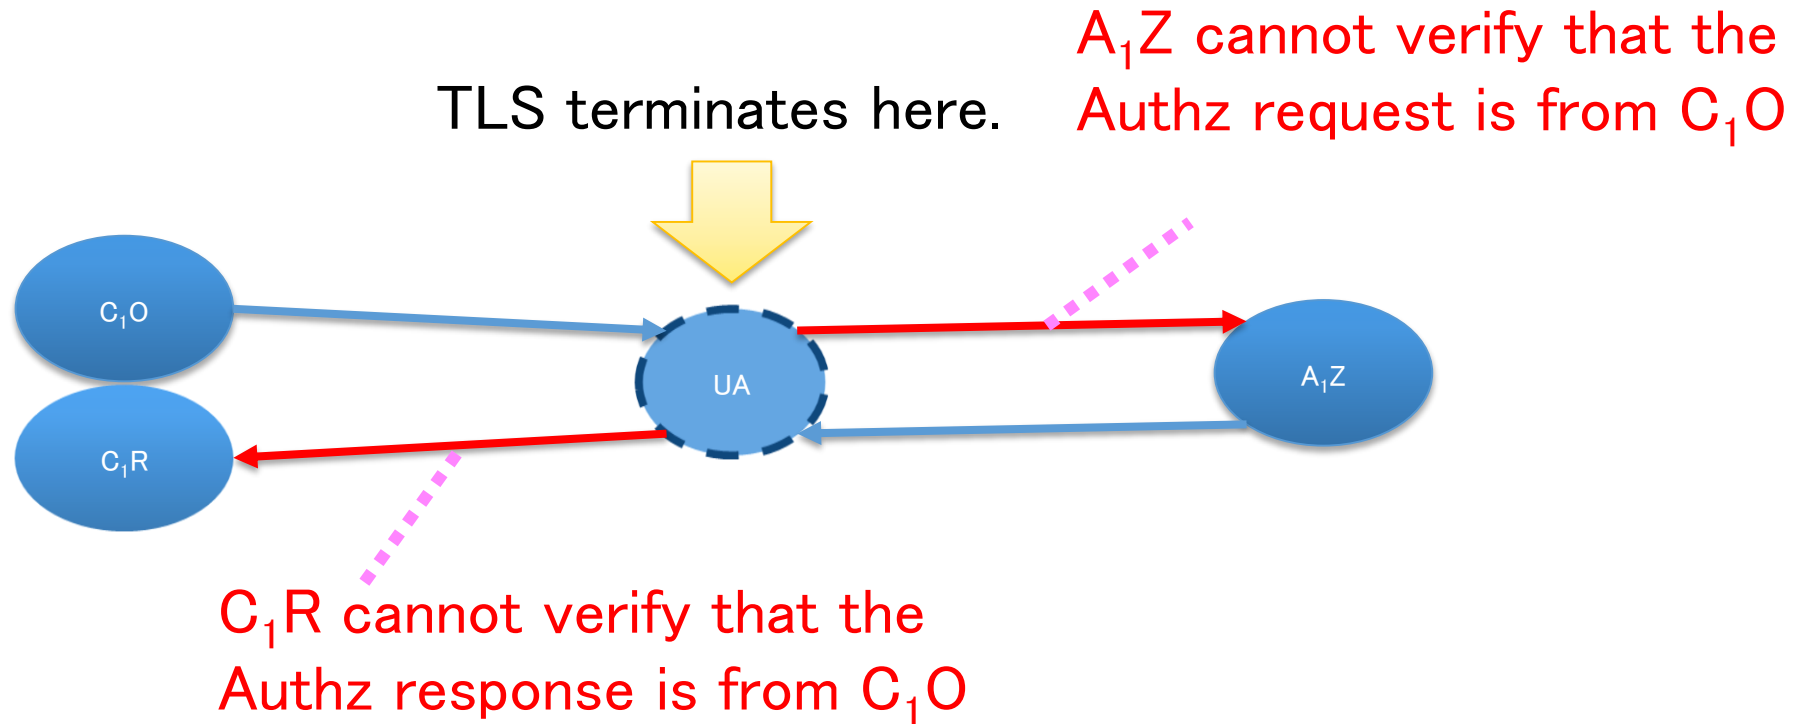 A₁Z cannot verify that the
Authz request is from C₁O
TLS terminates here.
C₁O
UA
A₁Z
C₁R
C₁R cannot verify that the
Authz response is from C₁O